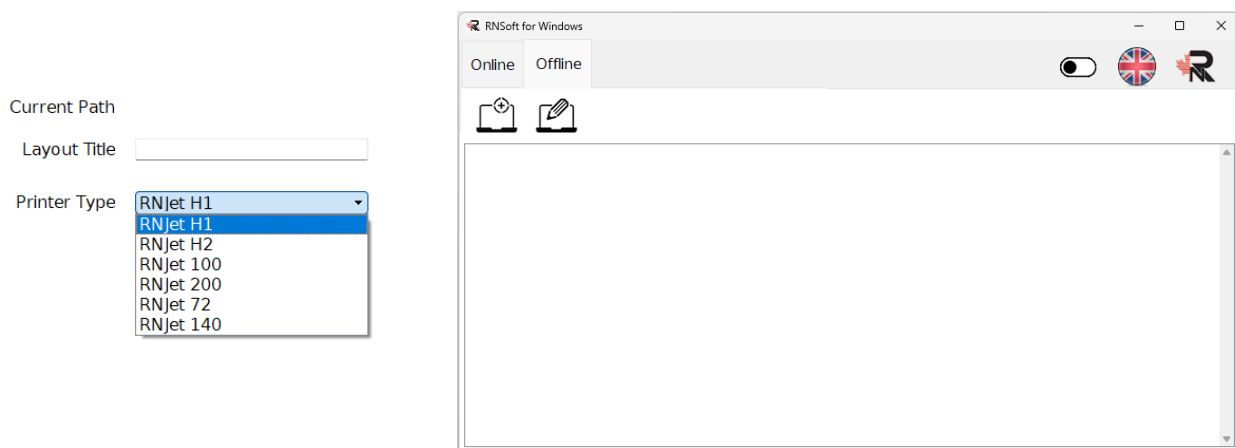 Current Path
Layout Title
Printer Type RNJet H1
RNJet H1
RNJet H2
RNJet 100
RNJet 200
RNJet 72
RNJet 140
RNSoft for Windows
Online Offline